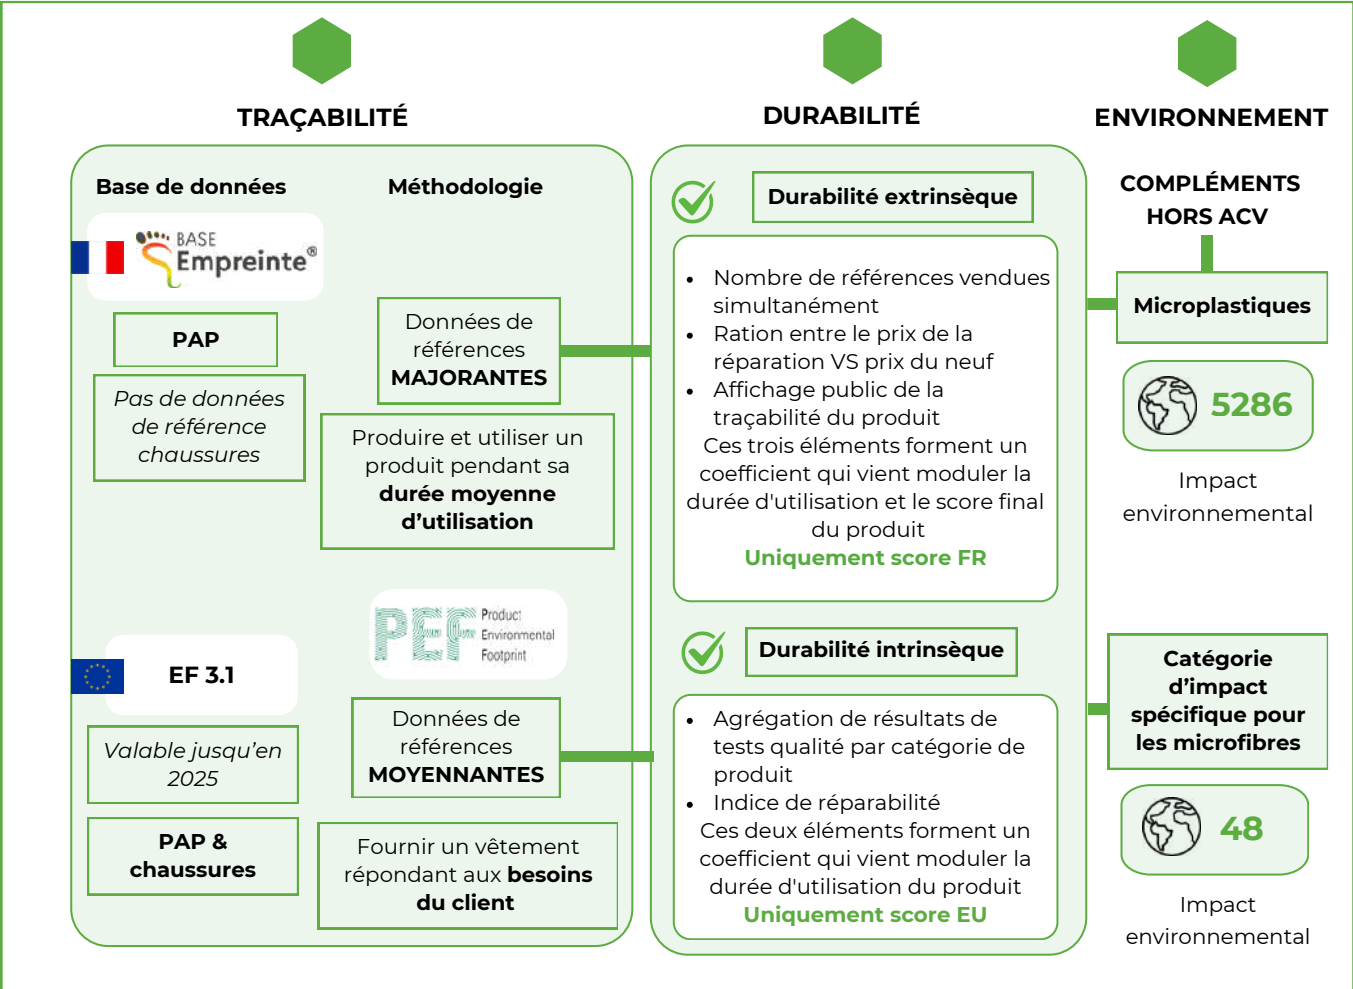 TRAÇABILITÉ
Base de données
Méthodologie
BASE
Empreinte®
PAP
Pas de données
de référence
chaussures
Données de
références
MAJORANTES
Produire et utiliser un
produit pendant sa
durée moyenne
d'utilisation
PEF
Product
Environmental
Footprint
EF 3.1
Valable jusqu'en
2025
PAP &
chaussures
Données de
références
MOYENNANTES
Fournir un vêtement
répondant aux besoins
du client
DURABILITÉ
Durabilité extrinsèque
• Nombre de références vendues
simultanément
• Ration entre le prix de la
réparation VS prix du neuf
• Affichage public de la
traçabilité du produit
Ces trois éléments forment un
coefficient qui vient moduler la
durée d'utilisation et le score final
du produit
Uniquement score FR
Durabilité intrinsèque
• Agrégation de résultats de
tests qualité par catégorie de
produit
• Indice de réparabilité
Ces deux éléments forment un
coefficient qui vient moduler la
durée d'utilisation du produit
Uniquement score EU
ENVIRONNEMENT
COMPLÉMENTS
HORS ACV
Microplastiques
5286
Impact
environnemental
Catégorie
d'impact
spécifique pour
les microfibres
48
Impact
environnemental